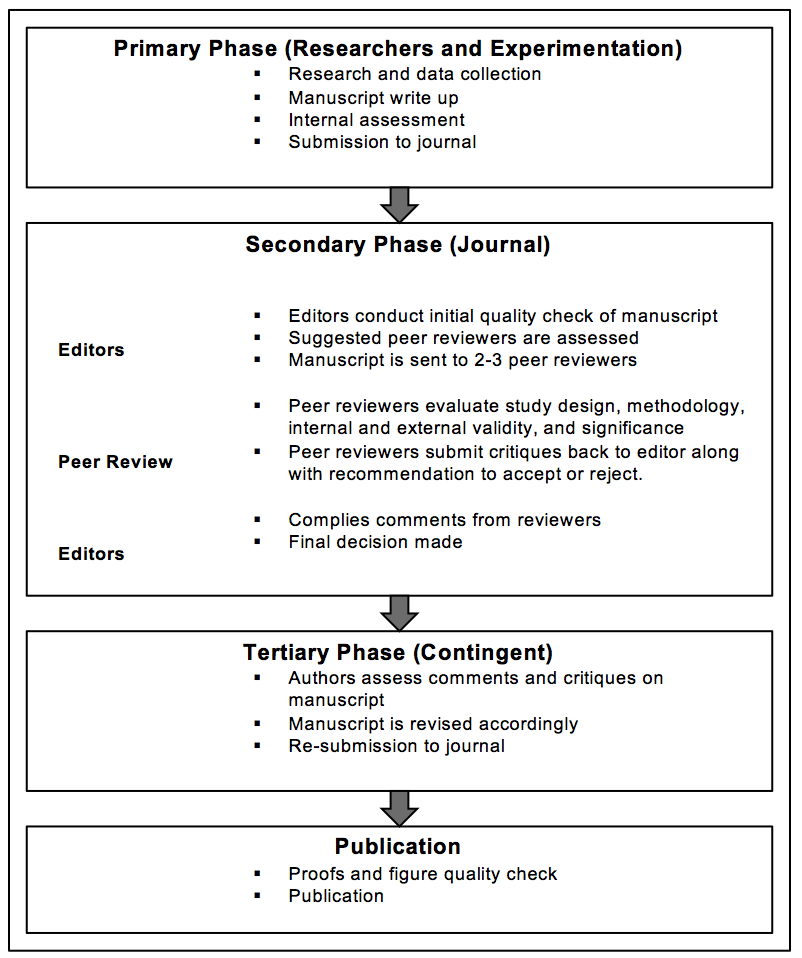 Primary Phase (Researchers and Experimentation)
▪ Research and data collection
▪ Manuscript write up
▪ Internal assessment
▪ Submission to journal
Secondary Phase (Journal)
Editors
▪ Editors conduct initial quality check of manuscript
▪ Suggested peer reviewers are assessed
▪ Manuscript is sent to 2-3 peer reviewers
Peer Review
▪ Peer reviewers evaluate study design, methodology,
internal and external validity, and significance
▪ Peer reviewers submit critiques back to editor along
with recommendation to accept or reject.
Editors
▪ Complies comments from reviewers
▪ Final decision made
Tertiary Phase (Contingent)
▪ Authors assess comments and critiques on
manuscript
▪ Manuscript is revised accordingly
▪ Re-submission to journal
Publication
▪ Proofs and figure quality check
▪ Publication